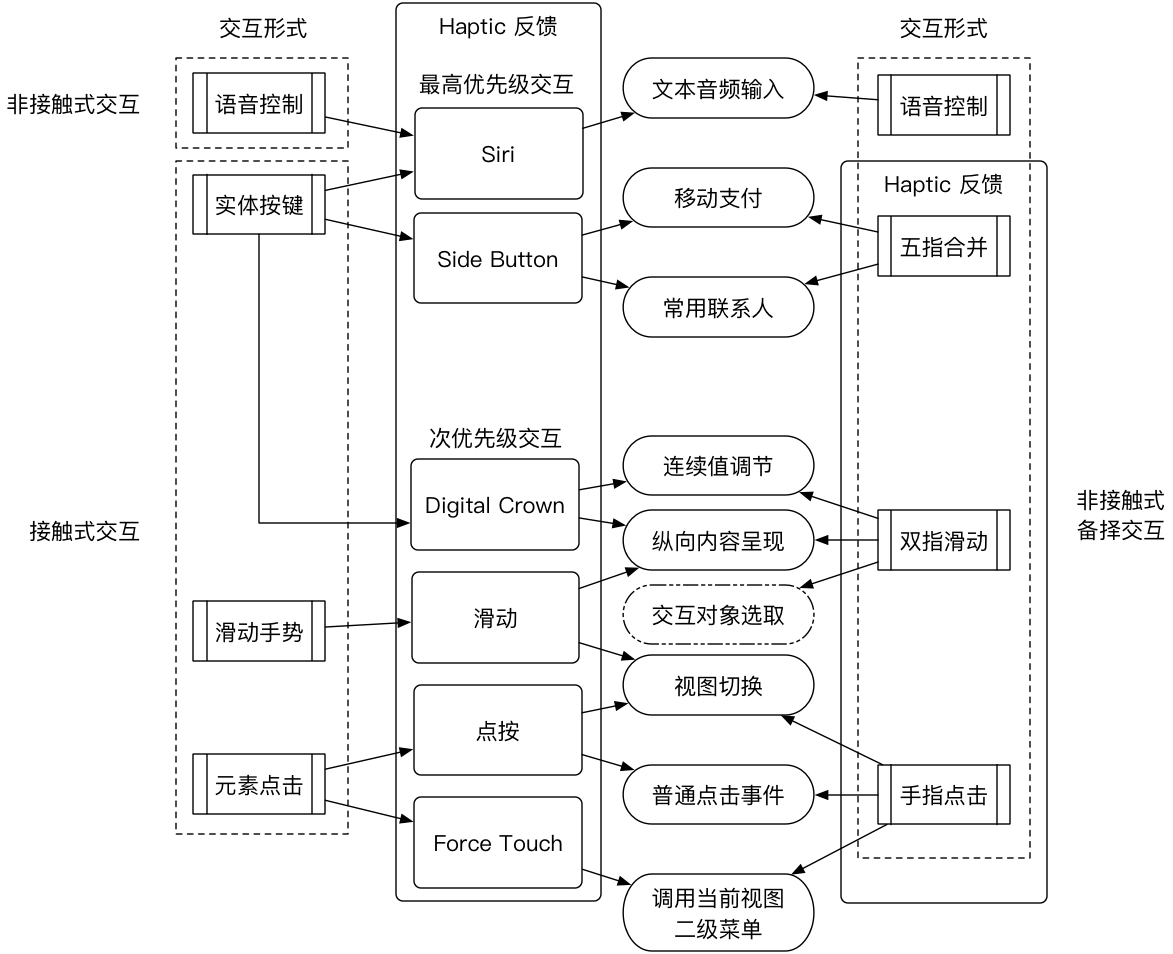 交互形式
非接触式交互
语音控制
实体按键
接触式交互
滑动手势
元素点击
Haptic 反馈
最高优先级交互
Siri
Side Button
次优先级交互
Digital Crown
滑动
点按
Force Touch
文本音频输入
移动支付
常用联系人
连续值调节
纵向内容呈现
交互对象选取
视图切换
普通点击事件
调用当前视图
二级菜单
交互形式
语音控制
Haptic 反馈
五指合并
双指滑动
手指点击
非接触式
备择交互